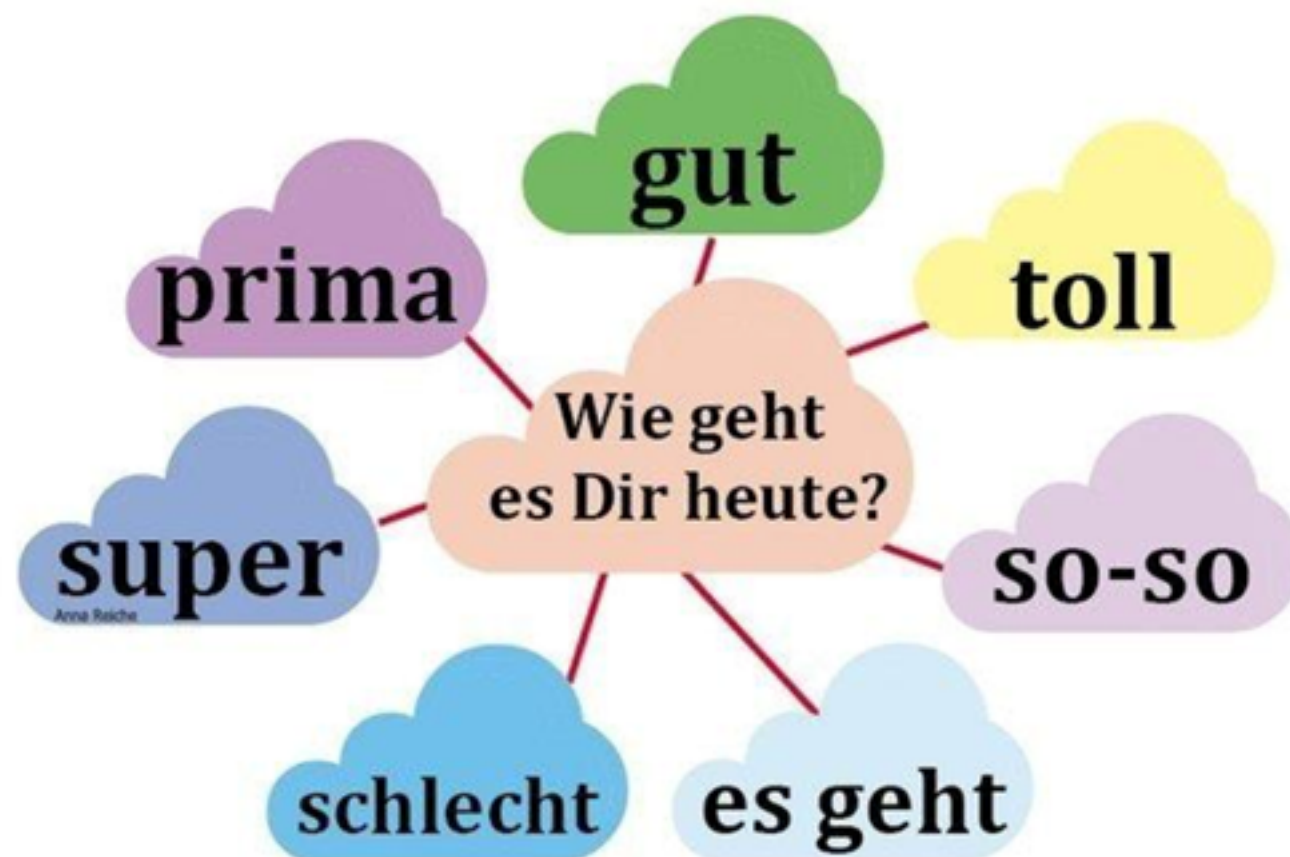 gut
prima
toll
Wie geht
es Dir heute?
super
Anna Reiche
so-so
schlecht
es geht